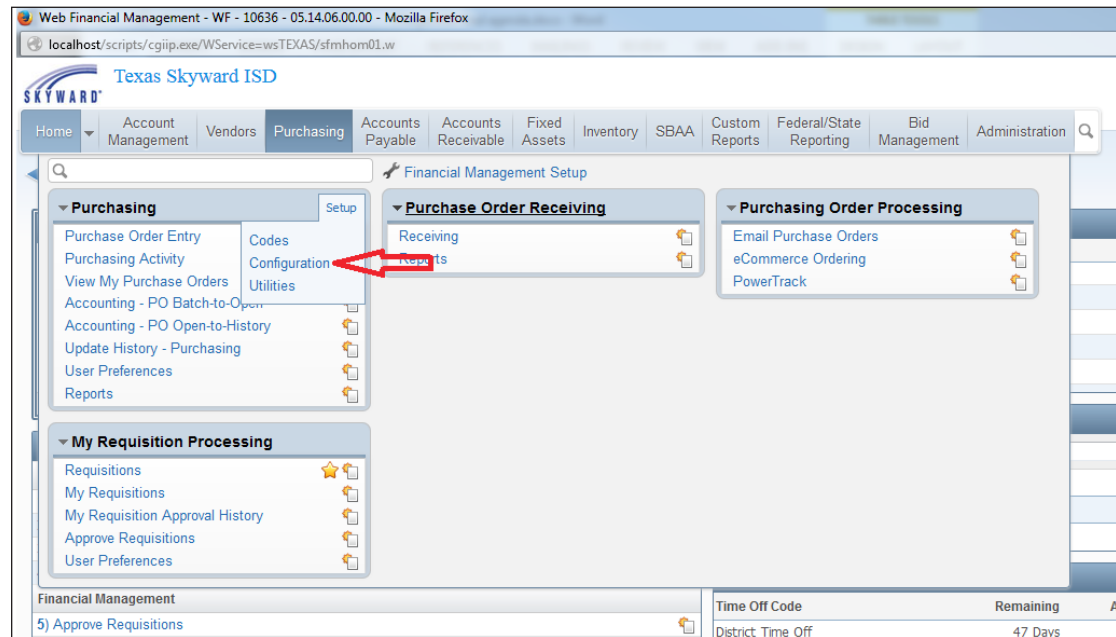 Web Financial Management - WF - 10636 - 05.14.06.00.00 - Mozilla Firefox
localhost/scripts/cgiip.exe/WService=wsTEXAS/sfmhom01.w
SKYWARD
Texas Skyward ISD
Home
Account Management
Vendors
Purchasing
Accounts Payable
Accounts Receivable
Fixed Assets
Inventory
SBAA
Custom Reports
Federal/State Reporting
Bid Management
Administration
Financial Management Setup
Purchasing
Setup
Purchase Order Entry
Purchasing Activity
View My Purchase Orders
Accounting - PO Batch-to-Open
Accounting - PO Open-to-History
Update History - Purchasing
User Preferences
Reports
Codes
Configuration
Utilities
Purchase Order Receiving
Receiving
Reports
Purchasing Order Processing
Email Purchase Orders
eCommerce Ordering
PowerTrack
My Requisition Processing
Requisitions
My Requisitions
My Requisition Approval History
Approve Requisitions
User Preferences
Financial Management
5) Approve Requisitions
Time Off Code Remaining A
District Time Off 47 Days